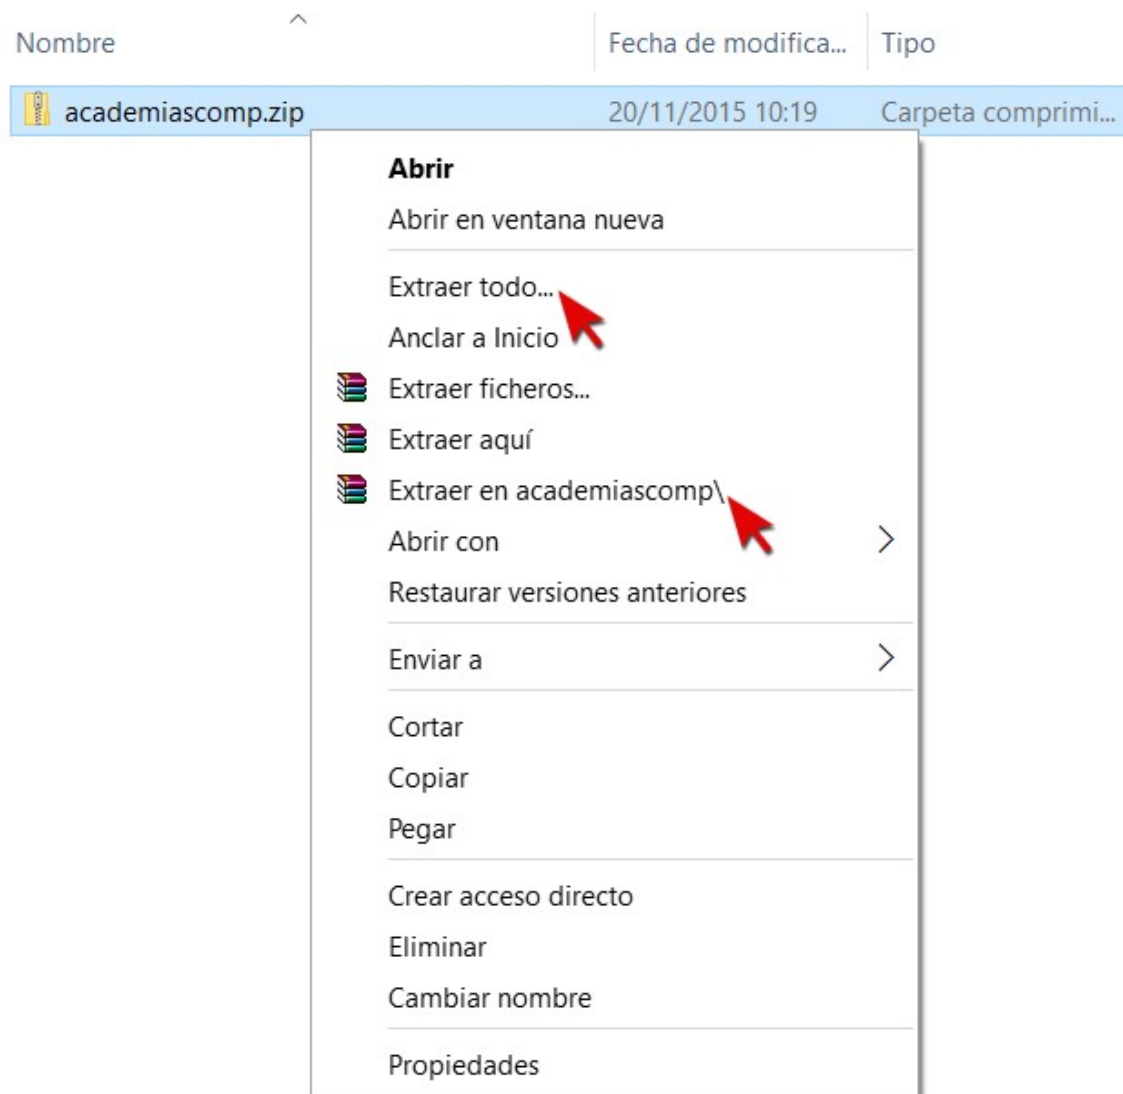 Nombre Fecha de modifica... Tipo
academiascomp.zip 20/11/2015 10:19 Carpeta comprimi...
Abrir
Abrir en ventana nueva
Extraer todo...
Anclar a Inicio
Extraer ficheros...
Extraer aquí
Extraer en academiascomp\
Abrir con
Restaurar versiones anteriores
Enviar a
Cortar
Copiar
Pegar
Crear acceso directo
Eliminar
Cambiar nombre
Propiedades